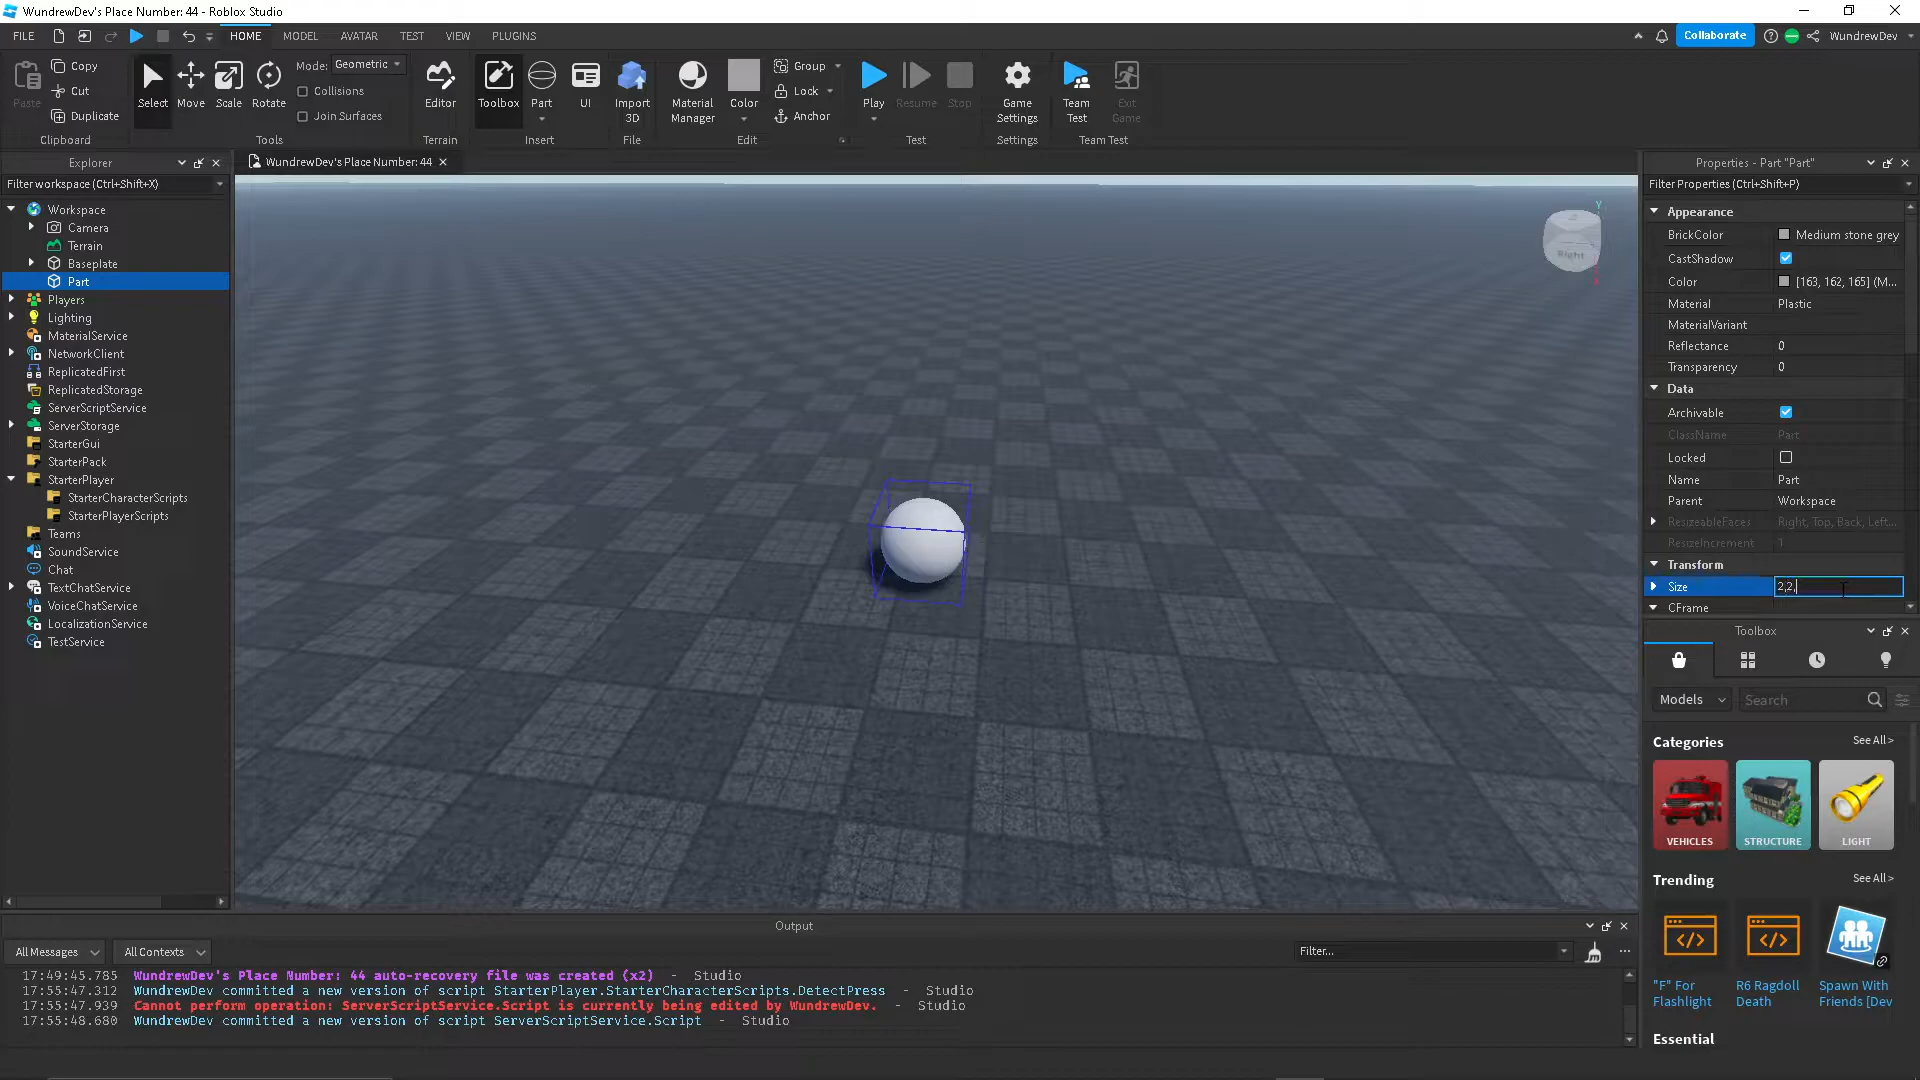 WundrewDev's Place Number: 44 - Roblox Studio
FILE HOME MODEL AVATAR TEST VIEW PLUGINS Collaborate WundrewDev
Paste Copy Cut Duplicate
Clipboard
Select Move Scale Rotate
Mode: Geometric
Collisions
Join Surfaces
Tools
Editor
Terrain
Toolbox Part UI
Insert
Import 3D
File
Material Manager Color
Group
Lock
Anchor
Edit
Play Resume Stop
Test
Game Settings
Settings
Team Test Exit Game
Team Test
Explorer
Filter workspace (Ctrl+Shift+X)
Workspace
Camera
Terrain
Baseplate
Part
Players
Lighting
MaterialService
NetworkClient
ReplicatedFirst
ReplicatedStorage
ServerScriptService
ServerStorage
StarterGui
StarterPack
StarterPlayer
StarterCharacterScripts
StarterPlayerScripts
Teams
SoundService
Chat
TextChatService
VoiceChatService
LocalizationService
TestService
WundrewDev's Place Number: 44
Y
Right
Properties - Part "Part"
Filter Properties (Ctrl+Shift+P)
Appearance
BrickColor Medium stone grey
CastShadow
Color [163, 162, 165] (M...
Material Plastic
MaterialVariant
Reflectance 0
Transparency 0
Data
Archivable
ClassName Part
Locked
Name Part
Parent Workspace
ResizeableFaces Right, Top, Back, Left...
ResizeIncrement 1
Transform
Size 2,2,
CFrame
Toolbox
Models Search
Categories See All >
VEHICLES STRUCTURE LIGHT
Trending See All >
"F" For Flashlight
R6 Ragdoll Death
Spawn With Friends [Dev
Essential
Output
All Messages All Contexts Filter...
17:49:45.785 WundrewDev's Place Number: 44 auto-recovery file was created (x2) - Studio
17:55:47.312 WundrewDev committed a new version of script StarterPlayer.StarterCharacterScripts.DetectPress - Studio
17:55:47.939 Cannot perform operation: ServerScriptService.Script is currently being edited by WundrewDev. - Studio
17:55:48.680 WundrewDev committed a new version of script ServerScriptService.Script - Studio